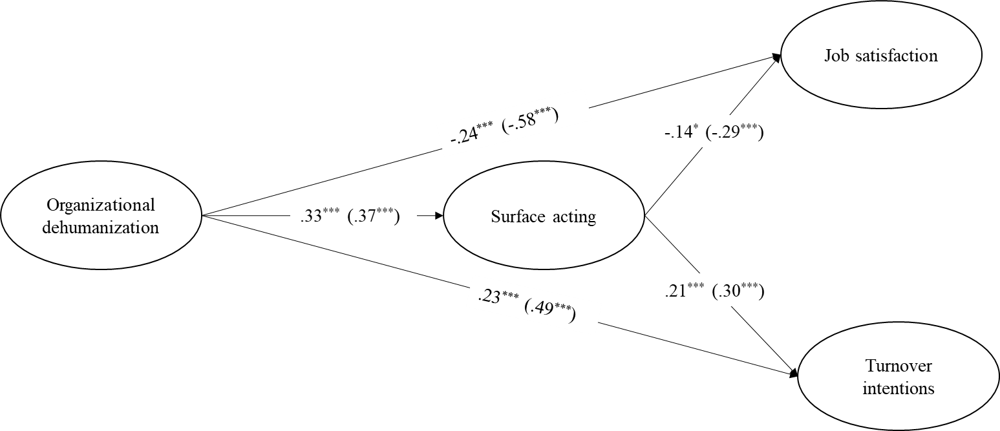 Job satisfaction
-.24*** (-.58***)
-.14* (-.29***)
Organizational
dehumanization
.33*** (.37***)
Surface acting
.23*** (.49***)
.21*** (.30***)
Turnover
intentions